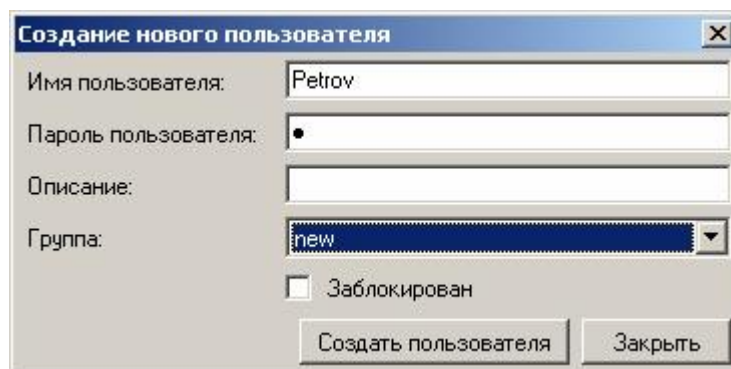 Создание нового пользователя
Имя пользователя: Petrov
Пароль пользователя: ●
Описание:
Группа: new
Заблокирован
Создать пользователя Закрыть